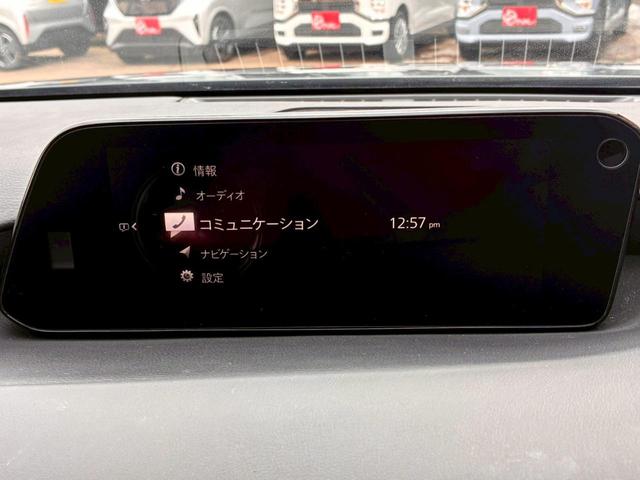 情報
オーディオ
コミュニケーション
12:57 pm
ナビゲーション
設定